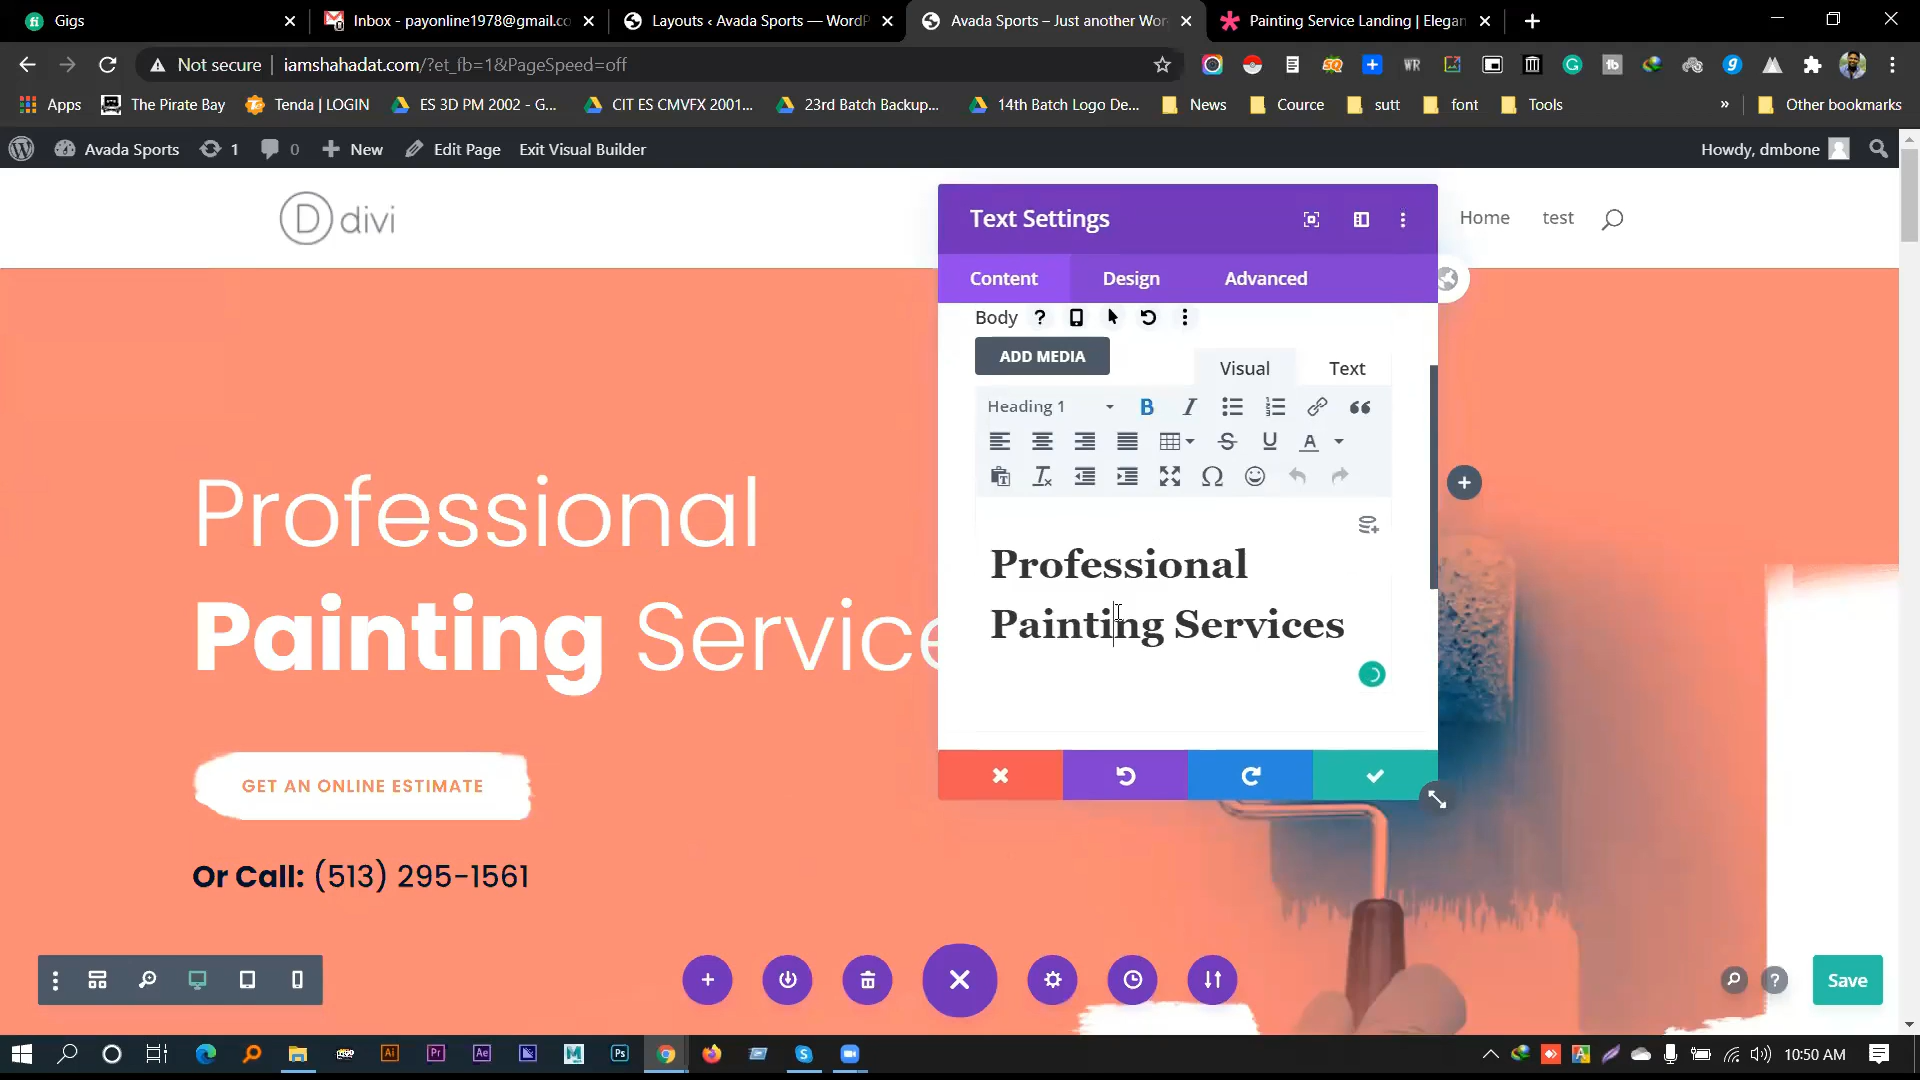 Gigs
Inbox - payonline1978@gmail.co
Layouts ‹ Avada Sports — WordP
Avada Sports – Just another Wor
Painting Service Landing | Elegan
Not secure
iamshahadat.com/?et_fb=1&PageSpeed=off
Apps
The Pirate Bay
Tenda | LOGIN
ES 3D PM 2002 - G...
CIT ES CMVFX 2001...
23rd Batch Backup...
14th Batch Logo De...
News
Cource
sutt
font
Tools
»
Other bookmarks
Avada Sports
1
0
New
Edit Page
Exit Visual Builder
Howdy, dmbone
D divi
Home
test
Text Settings
Content
Design
Advanced
Body
ADD MEDIA
Visual
Text
Heading 1
Professional
Painting Services
Professional
Painting Service
GET AN ONLINE ESTIMATE
Or Call: (513) 295-1561
Save
10:50 AM